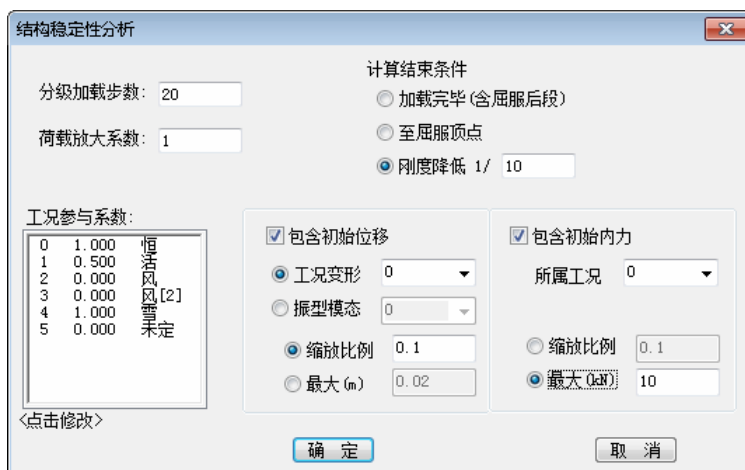 结构稳定性分析
计算结束条件
分级加载步数: 20
加载完毕(含屈服后段)
荷载放大系数: 1
至屈服顶点
刚度降低 1/ 10
工况参与系数:
0 1.000 恒
1 0.500 活
2 0.000 风
3 0.000 风[2]
4 1.000 雪
5 0.000 未定
<点击修改>
包含初始位移
工况变形 0
振型模态 0
缩放比例 0.1
最大(m) 0.02
包含初始内力
所属工况 0
缩放比例 0.1
最大(kN) 10
确 定
取 消